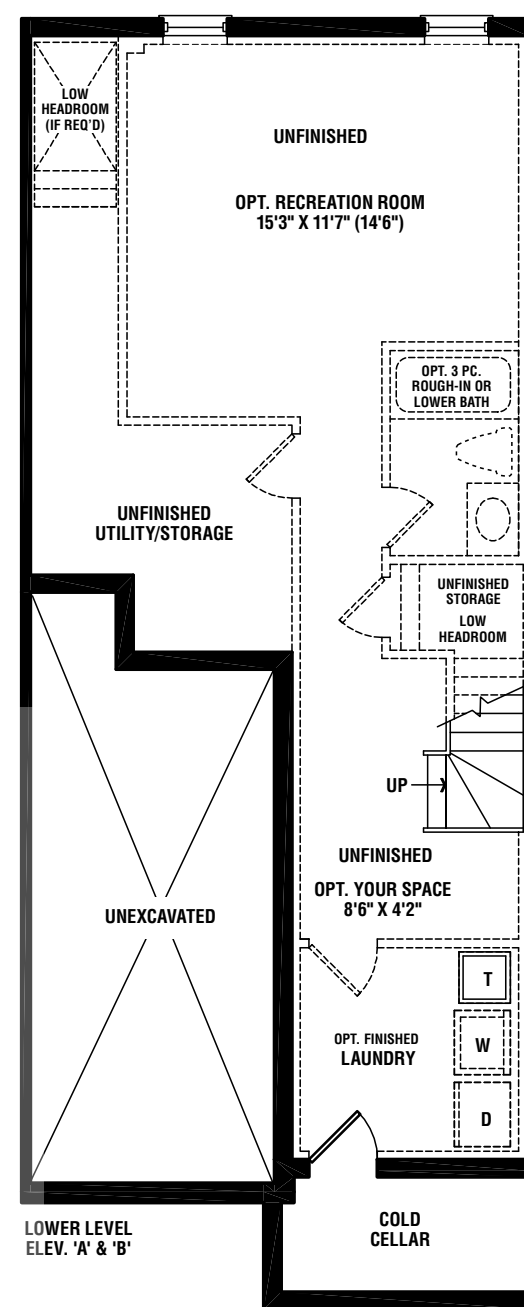 LOW
HEADROOM
(IF REQ'D)
UNFINISHED
OPT. RECREATION ROOM
15'3" X 11'7" (14'6")
OPT. 3 PC.
ROUGH-IN OR
LOWER BATH
UNFINISHED
UTILITY/STORAGE
UNFINISHED
STORAGE
LOW
HEADROOM
UP
UNFINISHED
OPT. YOUR SPACE
8'6" X 4'2"
UNEXCAVATED
T
OPT. FINISHED
LAUNDRY
W
D
COLD
CELLAR
LOWER LEVEL
ELEV. 'A' & 'B'